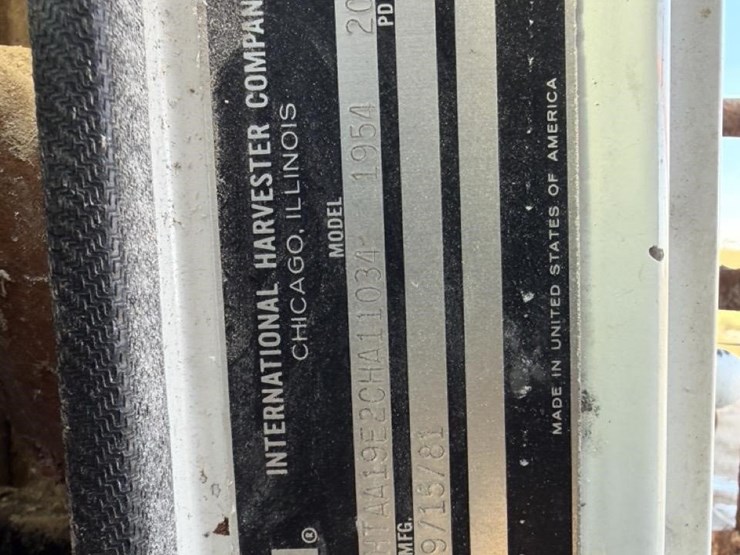 INTERNATIONAL HARVESTER COMPAN
CHICAGO, ILLINOIS
®
MODEL
HTAA19E2CHA11034 1954 20
MFG. PD
9/15/81
MADE IN UNITED STATES OF AMERICA